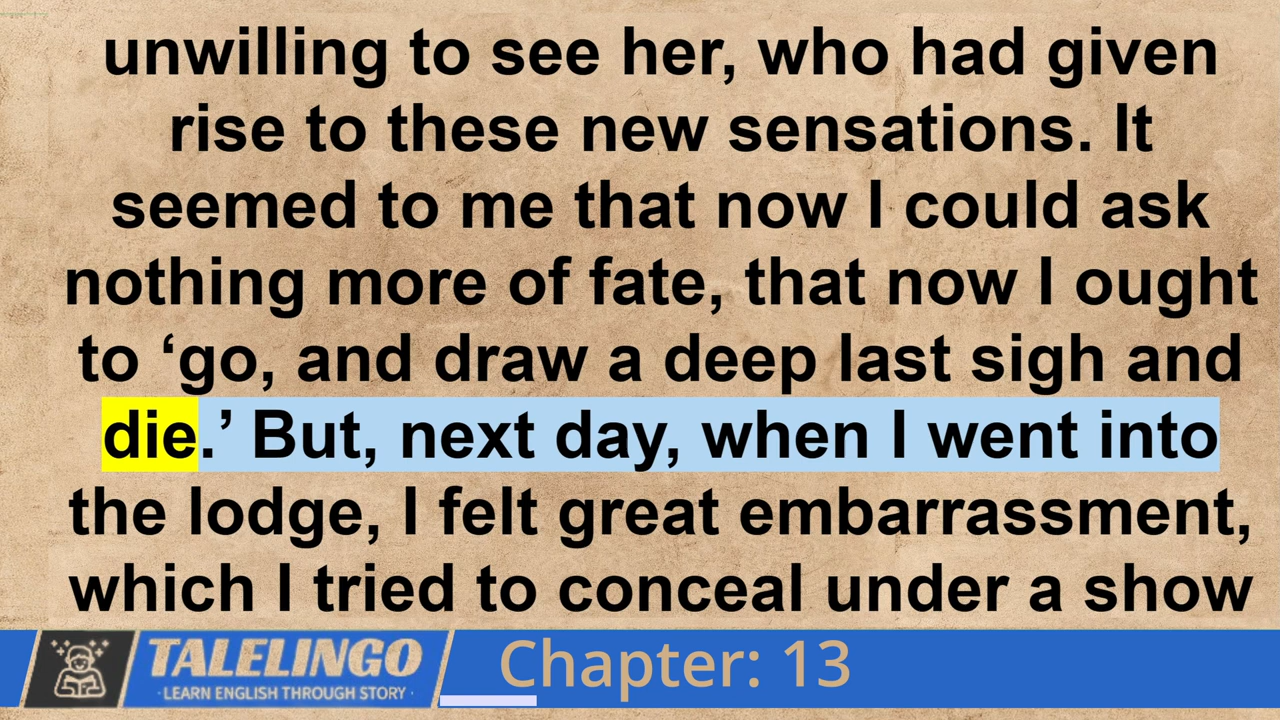 unwilling to see her, who had given
rise to these new sensations. It
seemed to me that now I could ask
nothing more of fate, that now I ought
to ‘go, and draw a deep last sigh and
die.’ But, next day, when I went into
the lodge, I felt great embarrassment,
which I tried to conceal under a show
TALELINGO
·LEARN ENGLISH THROUGH STORY·
Chapter: 13